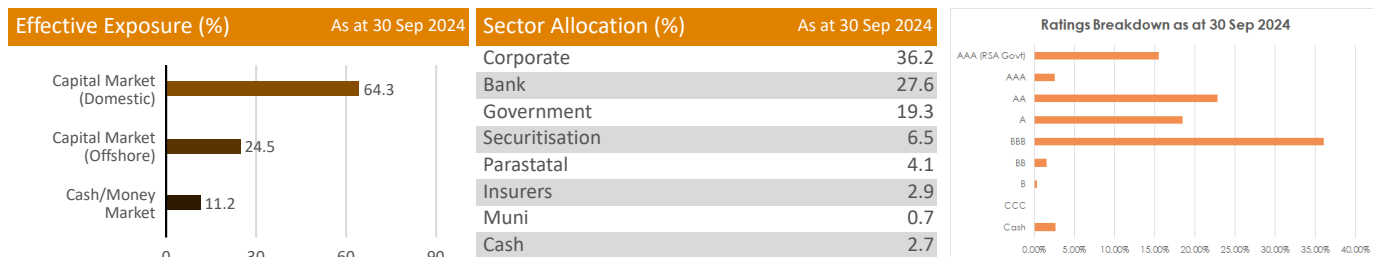 Effective Exposure (%) As at 30 Sep 2024
Capital Market
(Domestic)
64.3
Capital Market
(Offshore)
24.5
Cash/Money
Market
11.2
0 30 60 90
Sector Allocation (%) As at 30 Sep 2024
Corporate 36.2
Bank 27.6
Government 19.3
Securitisation 6.5
Parastatal 4.1
Insurers 2.9
Muni 0.7
Cash 2.7
Ratings Breakdown as at 30 Sep 2024
AAA (RSA Govt)
AAA
AA
A
BBB
BB
B
CCC
Cash
0.00% 5.00% 10.00% 15.00% 20.00% 25.00% 30.00% 35.00% 40.00%